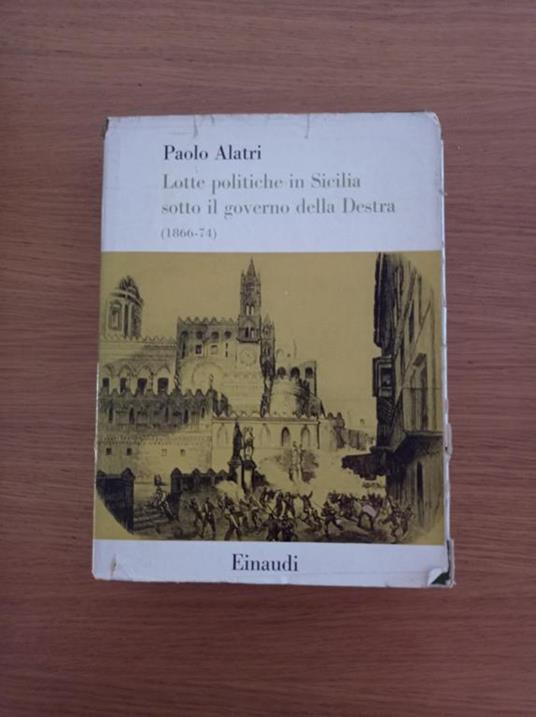 Paolo Alatri
Lotte politiche in Sicilia
sotto il governo della Destra
(1866-74)
Einaudi